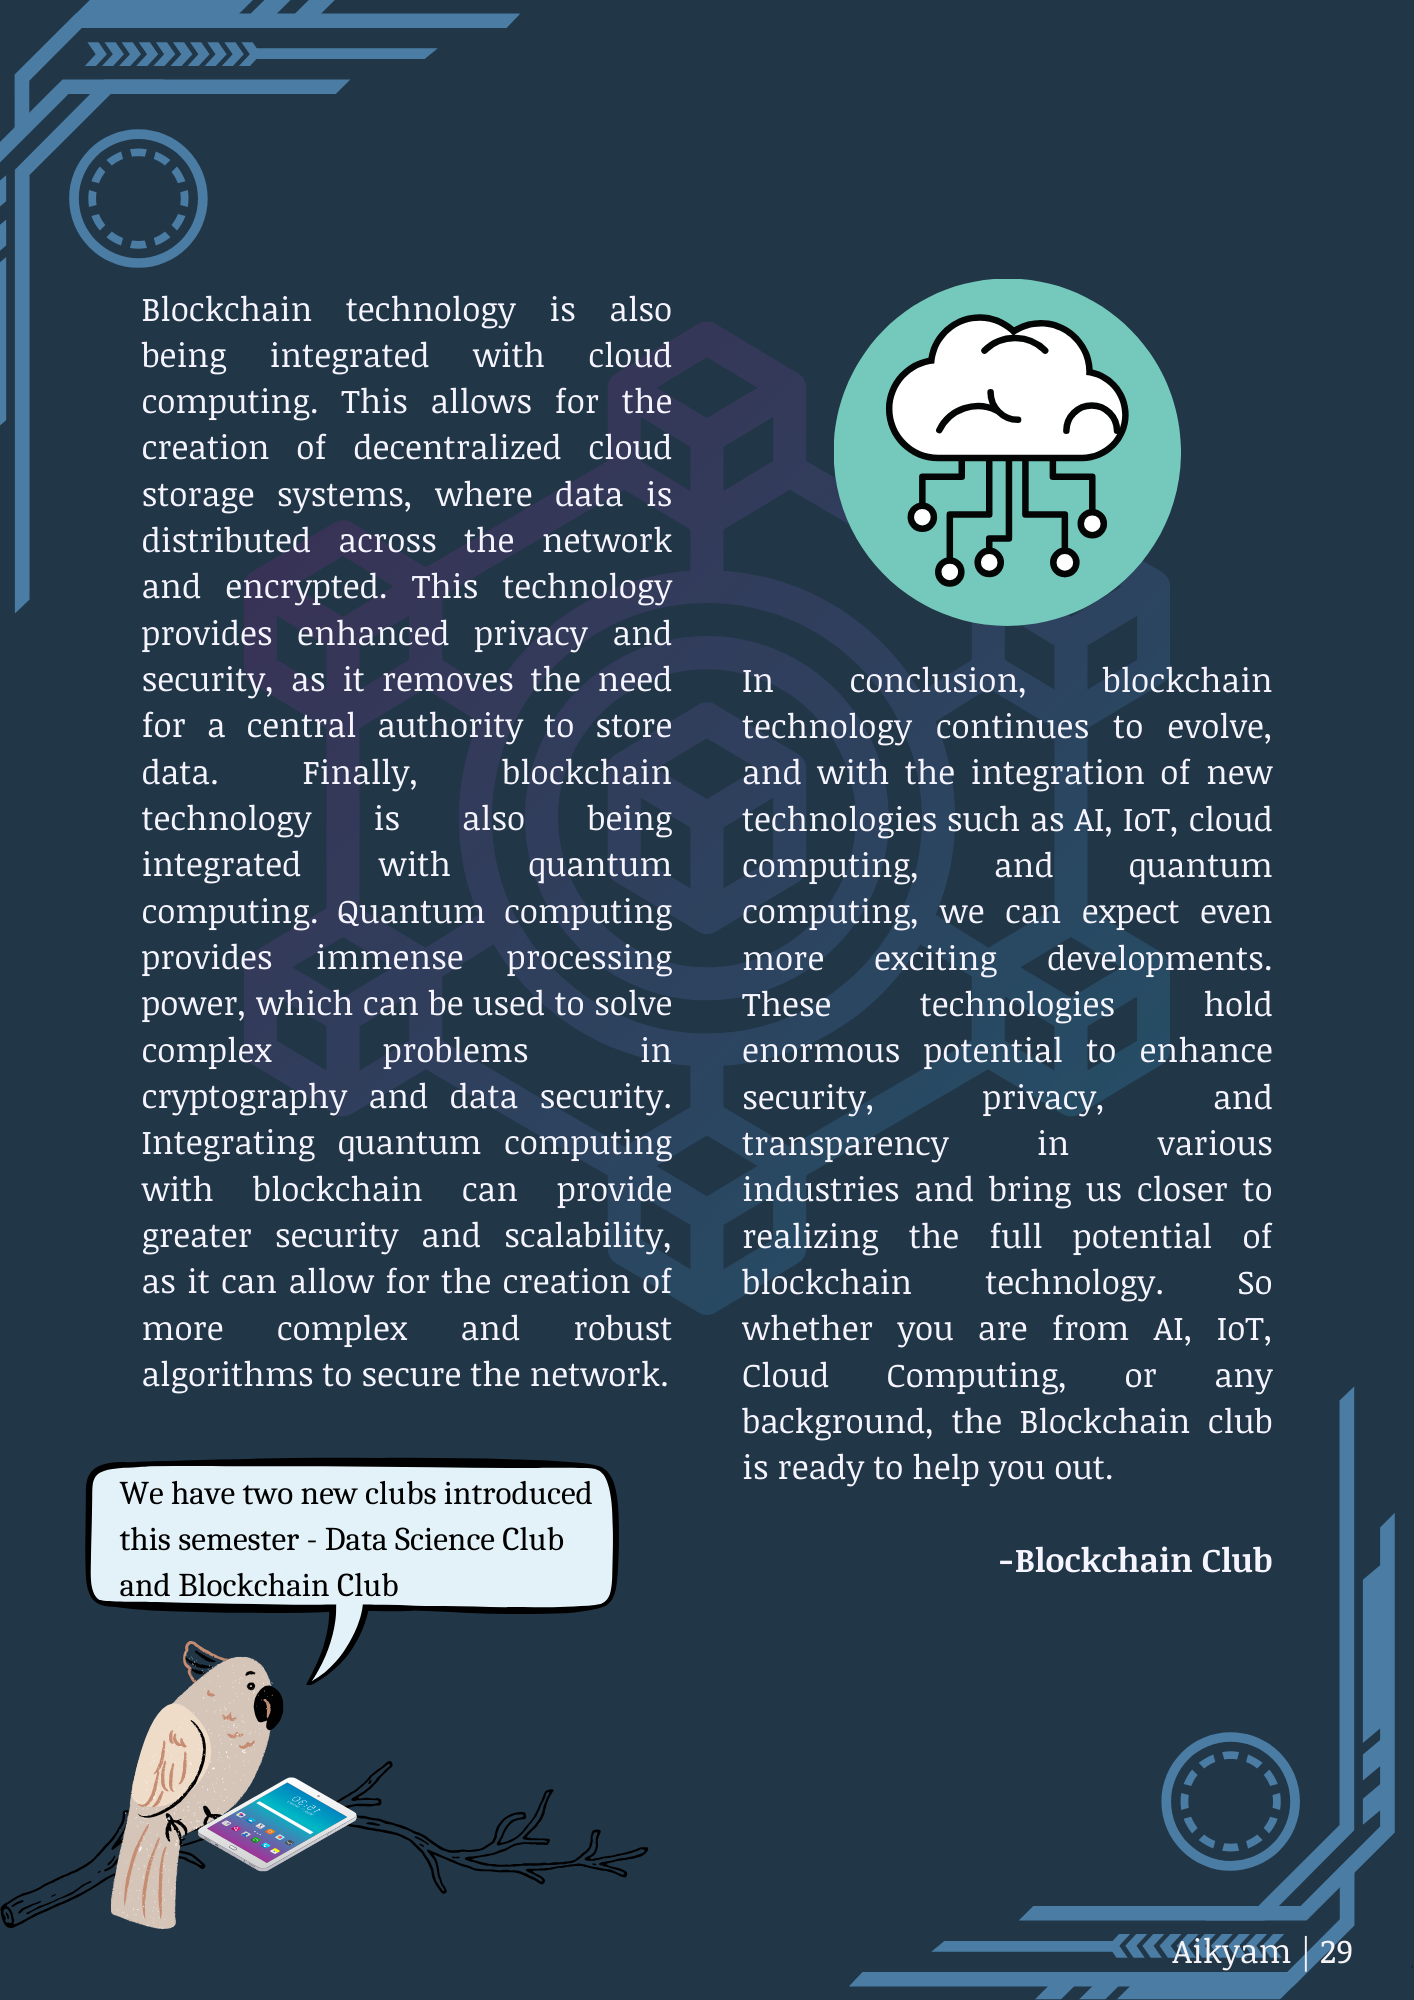 Blockchain technology is also
being integrated with cloud
computing. This allows for the
creation of decentralized cloud
storage systems, where data is
distributed across the network
and encrypted. This technology
provides enhanced privacy and
security, as it removes the need
for a central authority to store
data. Finally, blockchain
technology is also being
integrated with quantum
computing. Quantum computing
provides immense processing
power, which can be used to solve
complex problems in
cryptography and data security.
Integrating quantum computing
with blockchain can provide
greater security and scalability,
as it can allow for the creation of
more complex and robust
algorithms to secure the network.
In conclusion, blockchain
technology continues to evolve,
and with the integration of new
technologies such as AI, IoT, cloud
computing, and quantum
computing, we can expect even
more exciting developments.
These technologies hold
enormous potential to enhance
security, privacy, and
transparency in various
industries and bring us closer to
realizing the full potential of
blockchain technology. So
whether you are from AI, IoT,
Cloud Computing, or any
background, the Blockchain club
is ready to help you out.
-Blockchain Club
We have two new clubs introduced
this semester - Data Science Club
and Blockchain Club
Aikyam | 29